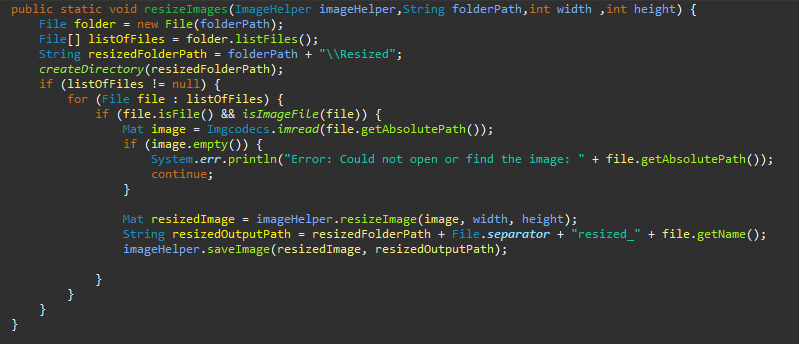 public static void resizeImages(ImageHelper imageHelper,String folderPath,int width ,int height) {
    File folder = new File(folderPath);
    File[] listOfFiles = folder.listFiles();
    String resizedFolderPath = folderPath + "\\Resized";
    createDirectory(resizedFolderPath);
    if (listOfFiles != null) {
        for (File file : listOfFiles) {
            if (file.isFile() && isImageFile(file)) {
                Mat image = Imgcodecs.imread(file.getAbsolutePath());
                if (image.empty()) {
                    System.err.println("Error: Could not open or find the image: " + file.getAbsolutePath());
                    continue;
                }

                Mat resizedImage = imageHelper.resizeImage(image, width, height);
                String resizedOutputPath = resizedFolderPath + File.separator + "resized_" + file.getName();
                imageHelper.saveImage(resizedImage, resizedOutputPath);

            }
        }
    }
}